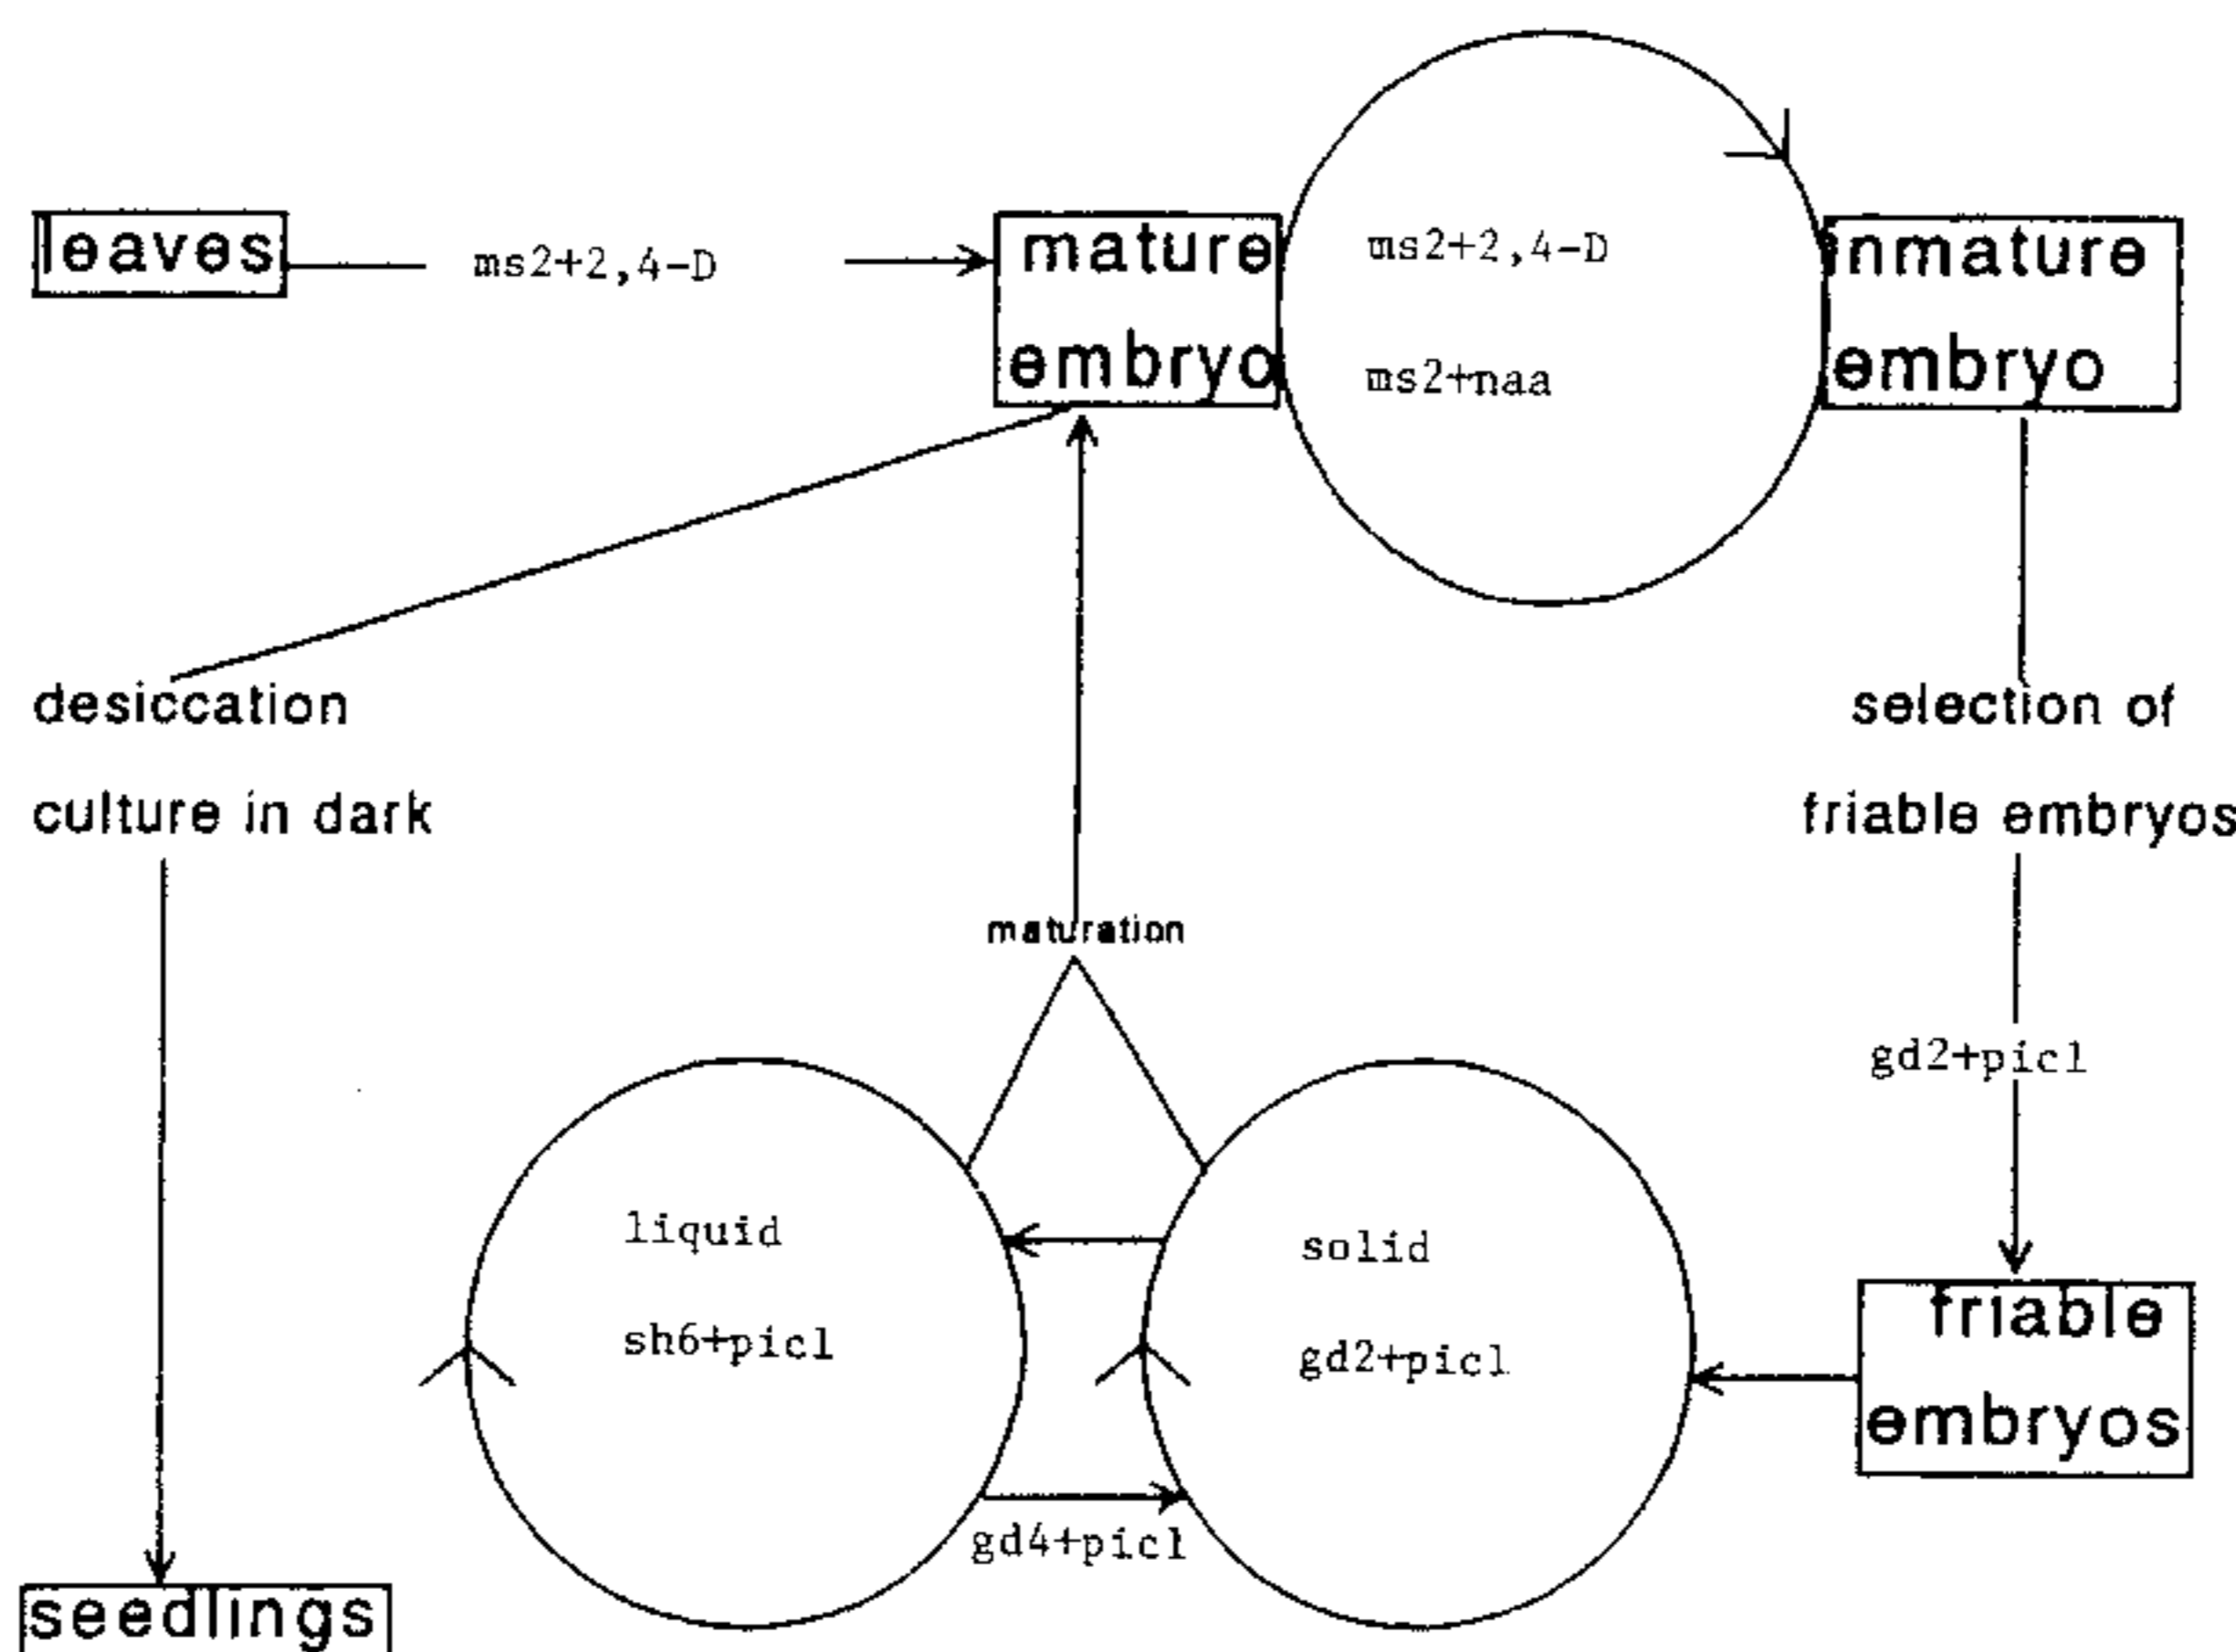 leaves
ms2+2,4-D
mature
embryo
ms2+2,4-D
ms2+naa
inmature
embryo
desiccation
culture in dark
selection of
friable embryos
maturation
gd2+picl
liquid
sh6+picl
solid
gd2+picl
friable
embryos
gd4+picl
seedlings